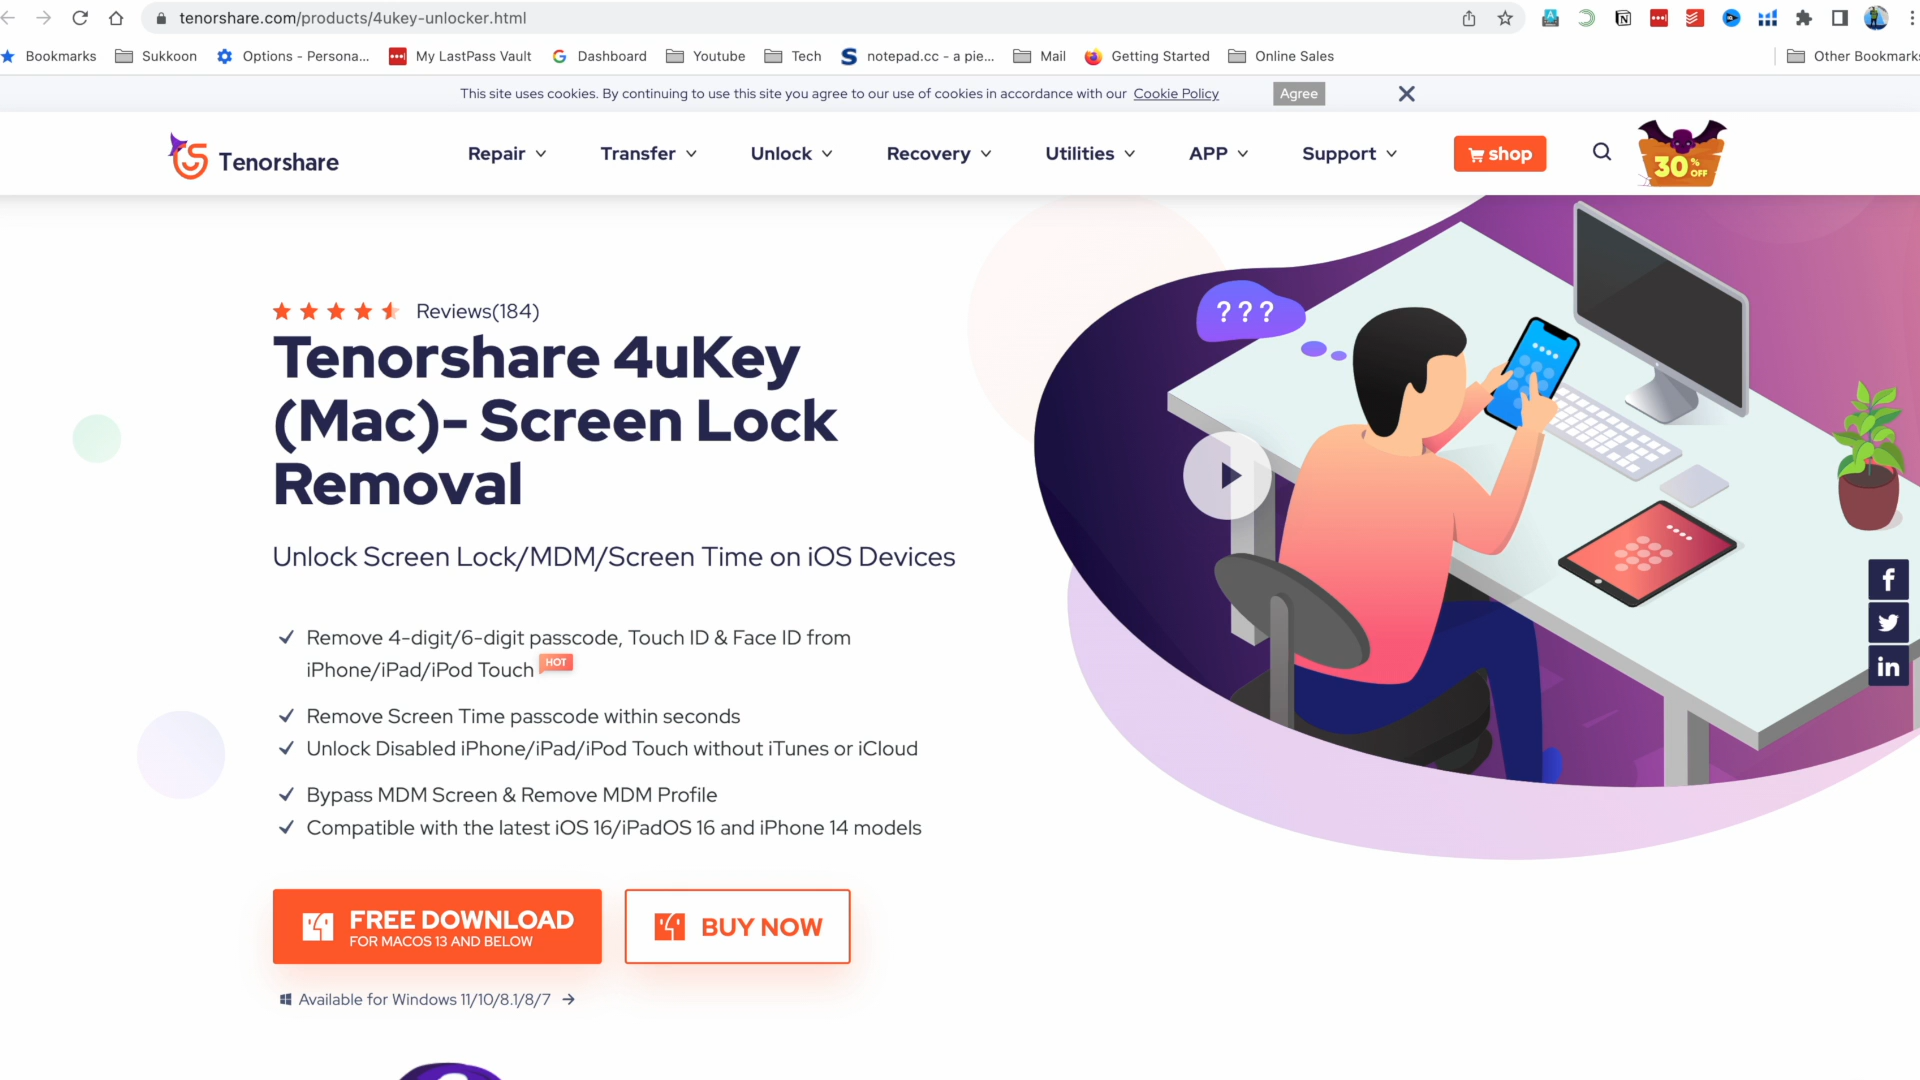 tenorshare.com/products/4ukey-unlocker.html
Bookmarks Sukkoon Options - Persona... My LastPass Vault Dashboard Youtube Tech notepad.cc - a pie... Mail Getting Started Online Sales Other Bookmarks
This site uses cookies. By continuing to use this site you agree to our use of cookies in accordance with our Cookie Policy Agree
Tenorshare Repair Transfer Unlock Recovery Utilities APP Support shop 30% OFF
Reviews(184)
Tenorshare 4uKey
(Mac)- Screen Lock
Removal
Unlock Screen Lock/MDM/Screen Time on iOS Devices
Remove 4-digit/6-digit passcode, Touch ID & Face ID from
iPhone/iPad/iPod Touch HOT
Remove Screen Time passcode within seconds
Unlock Disabled iPhone/iPad/iPod Touch without iTunes or iCloud
Bypass MDM Screen & Remove MDM Profile
Compatible with the latest iOS 16/iPadOS 16 and iPhone 14 models
FREE DOWNLOAD
FOR MACOS 13 AND BELOW
BUY NOW
Available for Windows 11/10/8.1/8/7
? ? ?